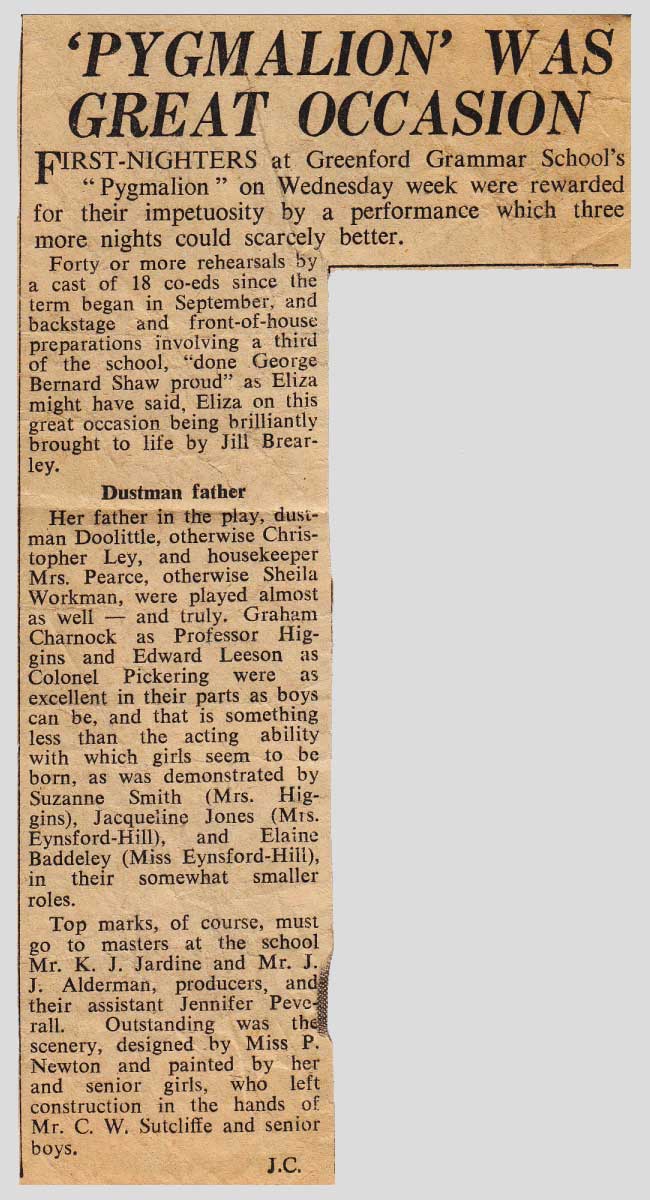 ‘PYGMALION’ WAS
GREAT OCCASION
FIRST-NIGHTERS at Greenford Grammar School's
“Pygmalion” on Wednesday week were rewarded
for their impetuosity by a performance which three
more nights could scarcely better.
Forty or more rehearsals by
a cast of 18 co-eds since the
term began in September, and
backstage and front-of-house
preparations involving a third
of the school, “done George
Bernard Shaw proud” as Eliza
might have said, Eliza on this
great occasion being brilliantly
brought to life by Jill Brear-
ley.
Dustman father
Her father in the play, dust-
man Doolittle, otherwise Chris-
topher Ley, and housekeeper
Mrs. Pearce, otherwise Sheila
Workman, were played almost
as well — and truly. Graham
Charnock as Professor Hig-
gins and Edward Leeson as
Colonel Pickering were as
excellent in their parts as boys
can be, and that is something
less than the acting ability
with which girls seem to be
born, as was demonstrated by
Suzanne Smith (Mrs. Hig-
gins), Jacqueline Jones (Mrs.
Eynsford-Hill), and Elaine
Baddeley (Miss Eynsford-Hill),
in their somewhat smaller
roles.
Top marks, of course, must
go to masters at the school
Mr. K. J. Jardine and Mr. J.
J. Alderman, producers, and
their assistant Jennifer Peve-
rall. Outstanding was the
scenery, designed by Miss P.
Newton and painted by her
and senior girls, who left
construction in the hands of
Mr. C. W. Sutcliffe and senior
boys.
J.C.